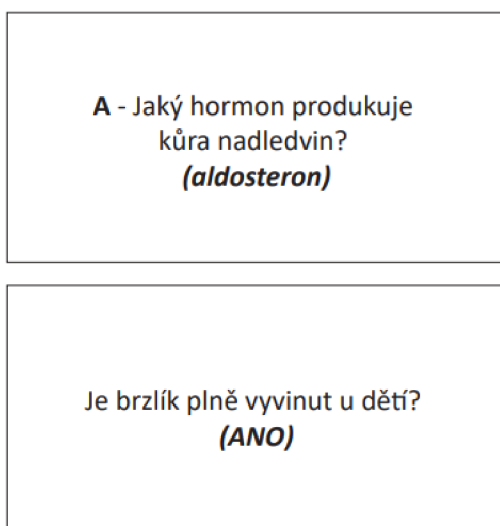 A - Jaký hormon produkuje
kůra nadledvin?
(aldosteron)
Je brzlík plně vyvinut u dětí?
(ANO)